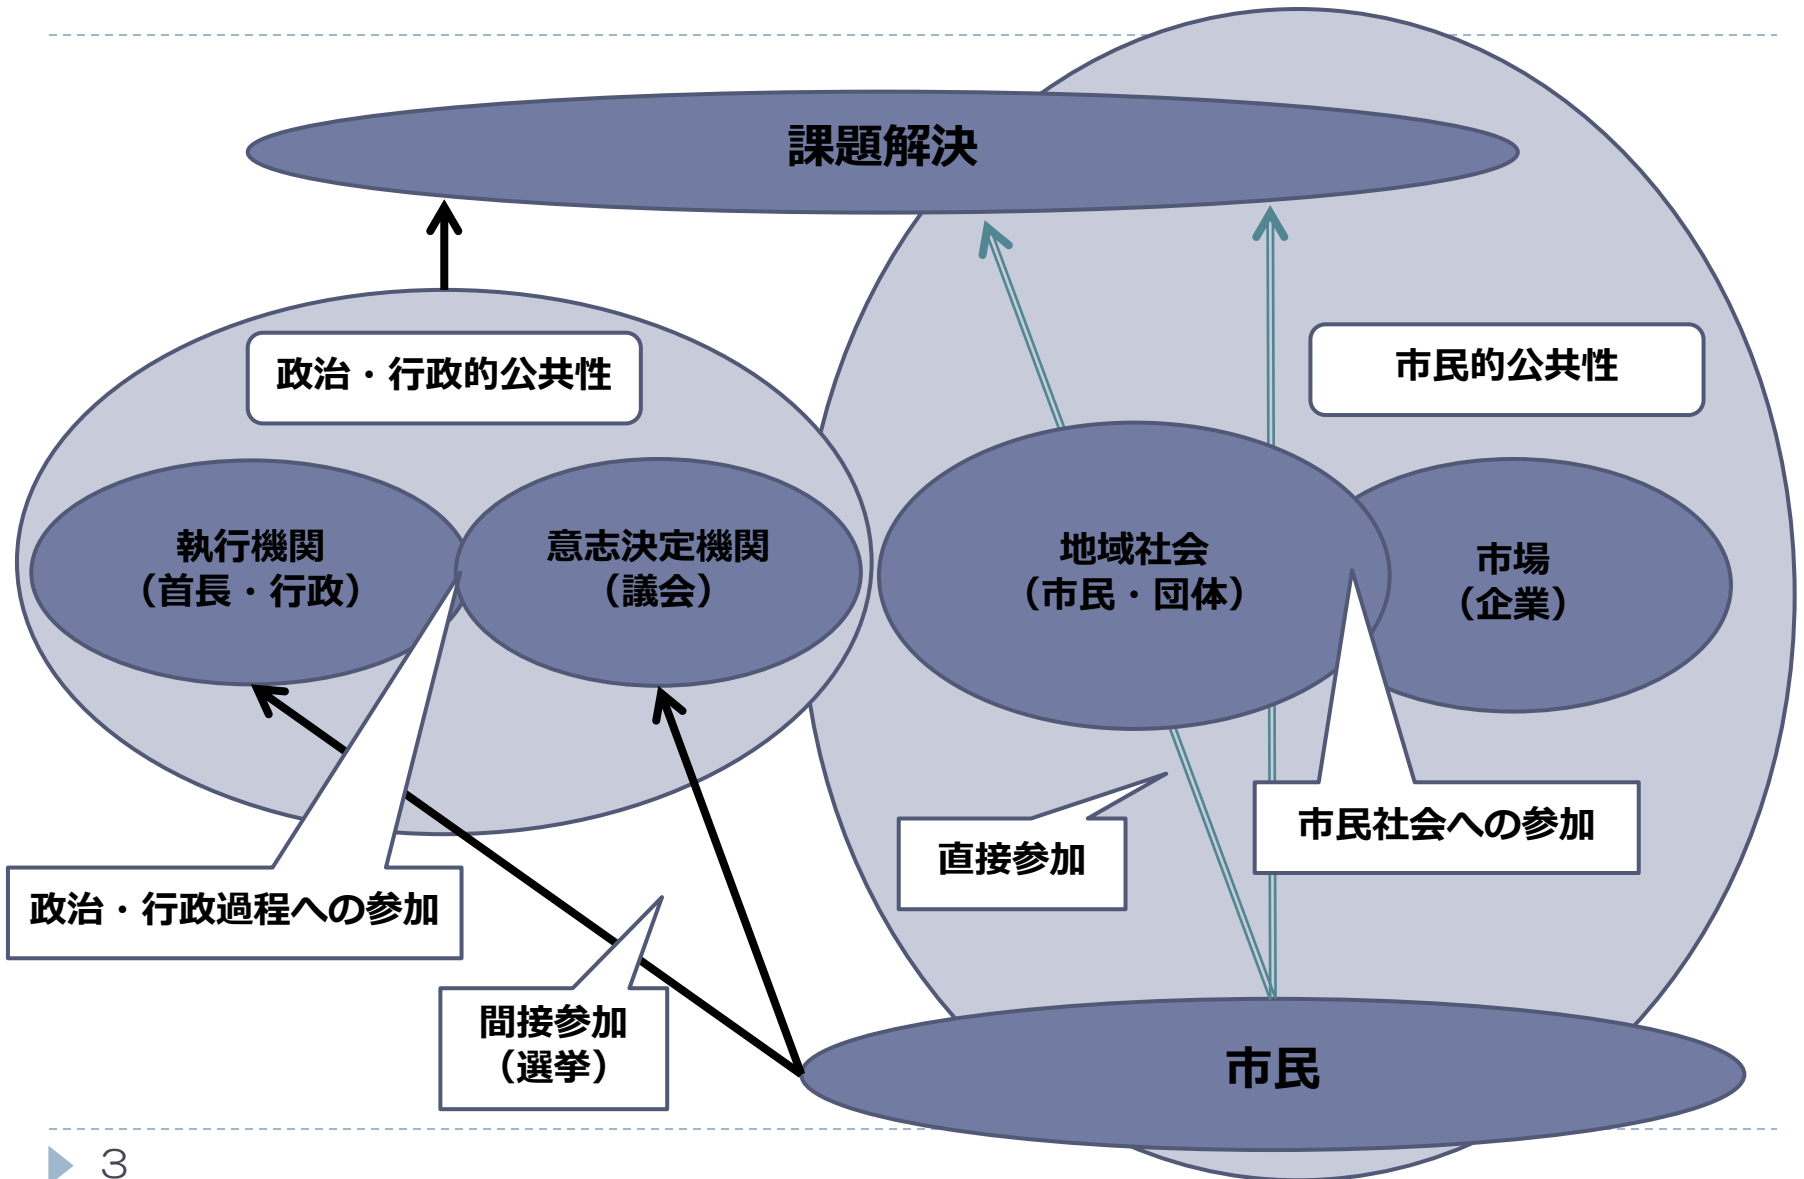 課題解決
政治・行政的公共性
市民的公共性
執行機関
（首長・行政）
意志決定機関
（議会）
地域社会
（市民・団体）
市場
（企業）
市民社会への参加
直接参加
政治・行政過程への参加
間接参加
（選挙）
市民
3